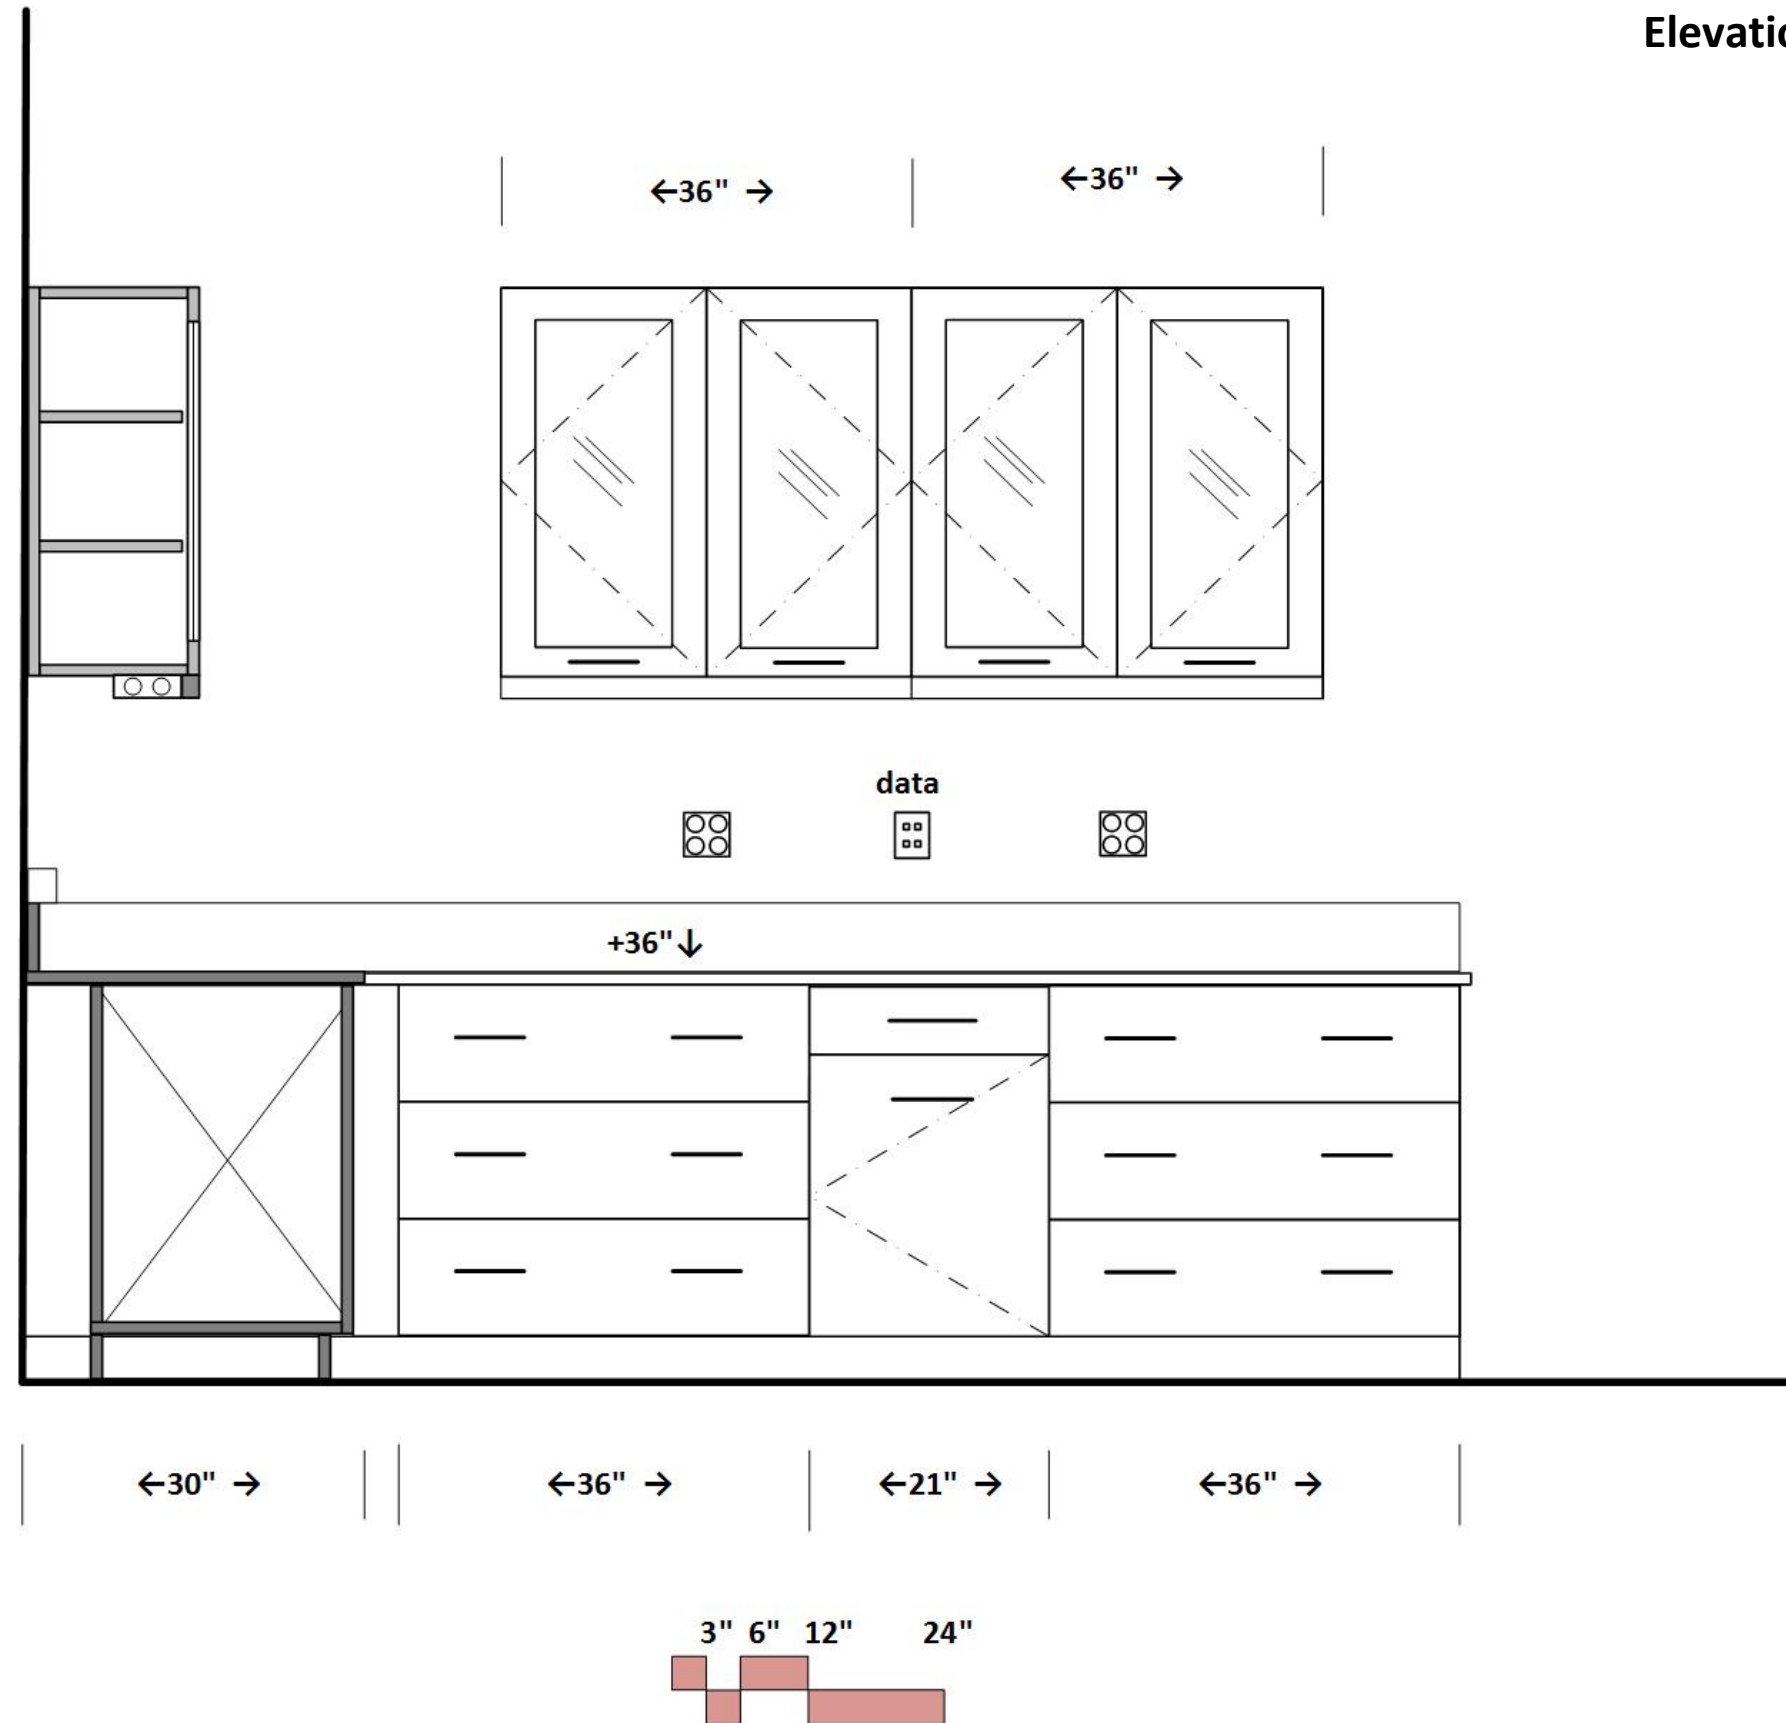 Elevatio
←36" →
←36" →
data
+36"↓
←30" →
←36" →
←21" →
←36" →
3" 6" 12" 24"